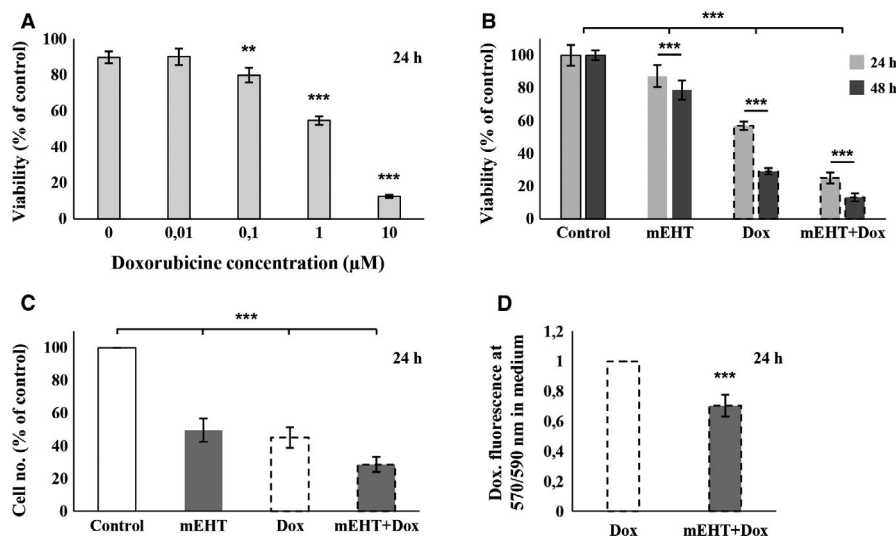 A
Viability (% of control)
100
80
60
40
20
0
24 h
**
***
***
0 0,01 0,1 1 10
Doxorubicine concentration (µM)
B
Viability (% of control)
100
80
60
40
20
0
***
***
***
***
24 h
48 h
Control mEHT Dox mEHT+Dox
C
Cell no. (% of control)
100
80
60
40
20
0
***
24 h
Control mEHT Dox mEHT+Dox
D
Dox. fluorescence at
570/590 nm in medium
1,2
1
0,8
0,6
0,4
0,2
0
24 h
***
Dox mEHT+Dox